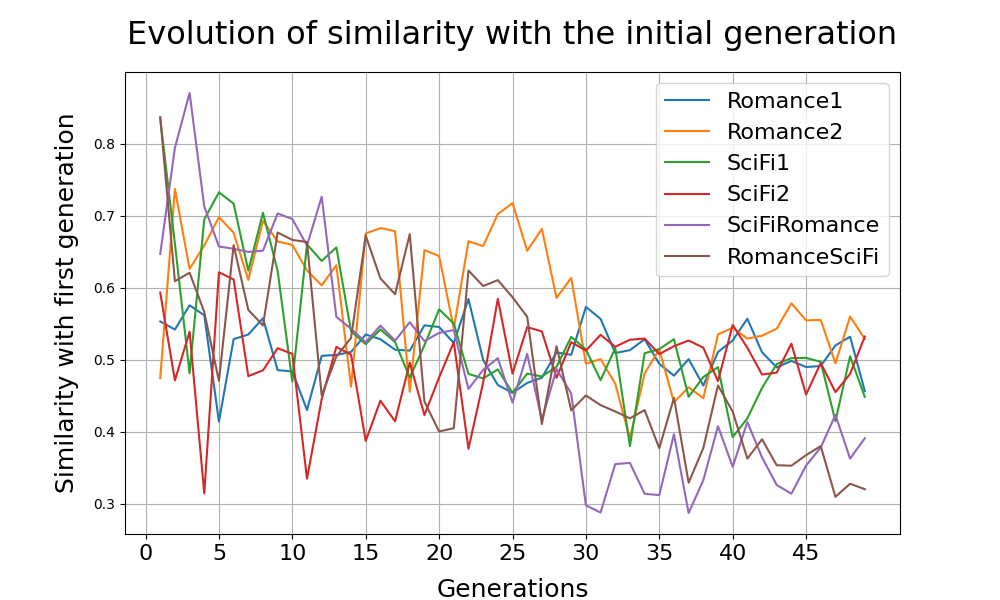 Evolution of similarity with the initial generation
Similarity with first generation
0.8
0.7
0.6
0.5
0.4
0.3
Romance1
Romance2
SciFi1
SciFi2
SciFiRomance
RomanceSciFi
0 5 10 15 20 25 30 35 40 45
Generations